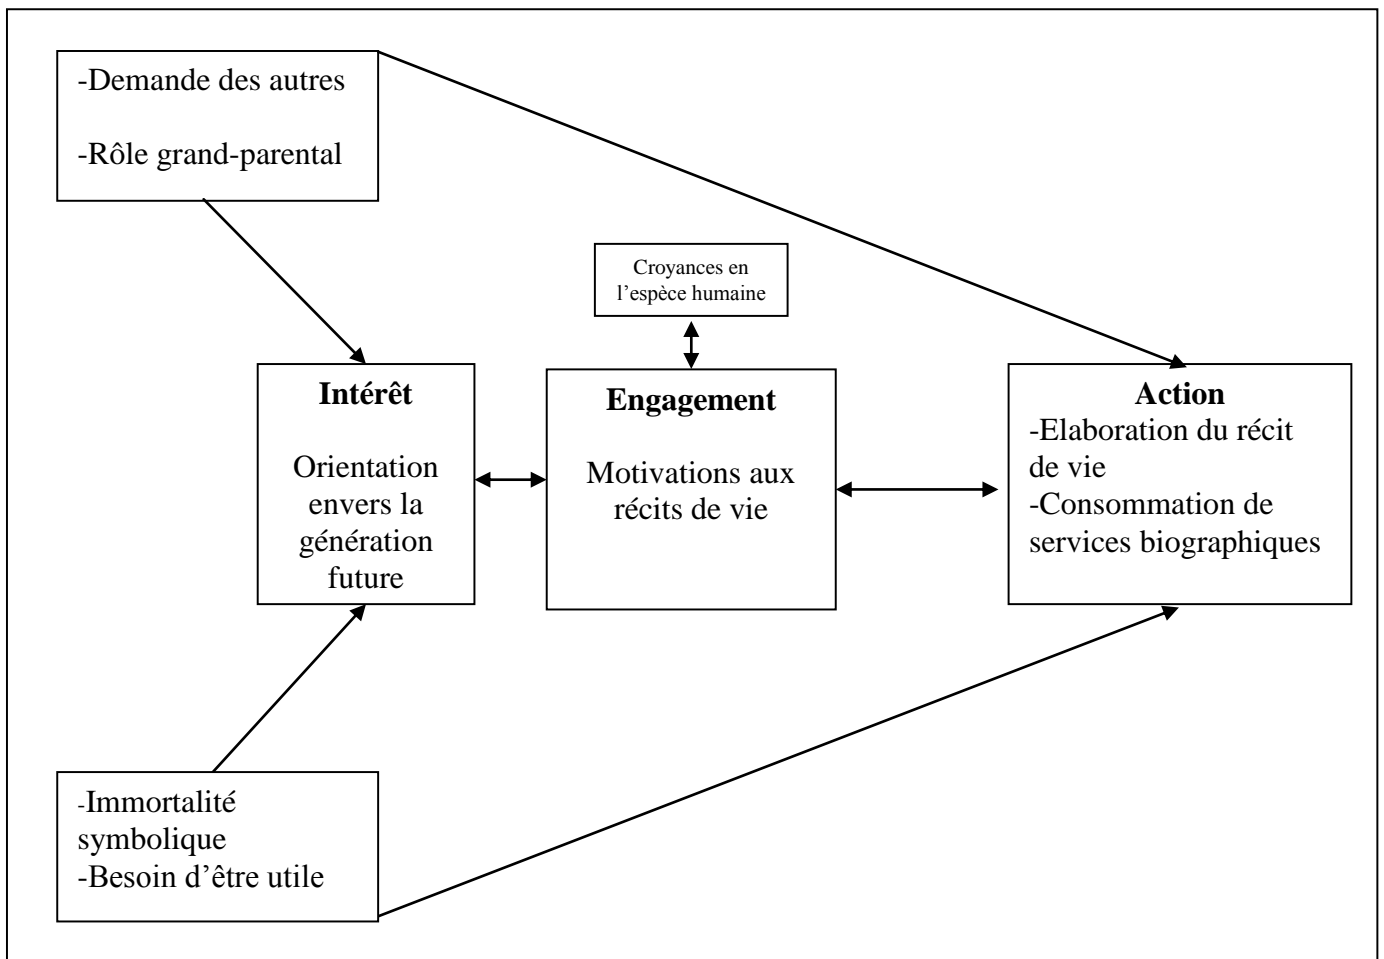 -Demande des autres
-Rôle grand-parental
Croyances en
l’espèce humaine
Intérêt
Orientation
envers la
génération
future
Engagement
Motivations aux
récits de vie
Action
-Elaboration du récit
de vie
-Consommation de
services biographiques
-Immortalité
symbolique
-Besoin d’être utile